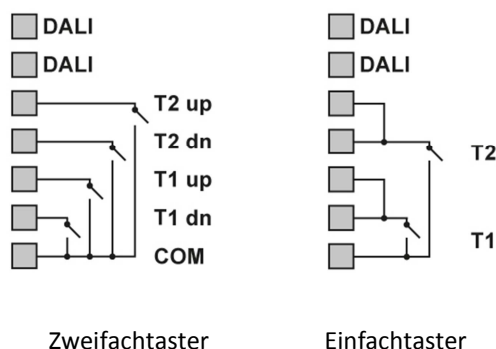 DALI
DALI
T2 up
T2 dn
T1 up
T1 dn
COM
Zweifachtaster
DALI
DALI
T2
T1
Einfachtaster